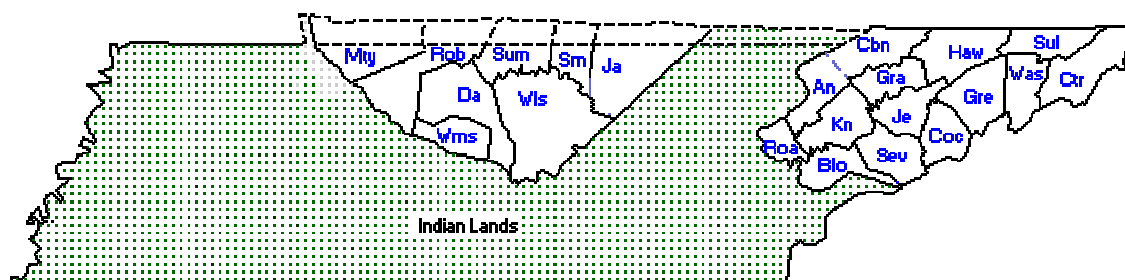 Mty
Rob
Sum
Sm
Ja
Da
Wls
Wms
Cbn
Haw
Sul
An
Gra
Was
Ctr
Gre
Je
Kn
Coc
Roa
Blo
Sev
Indian Lands